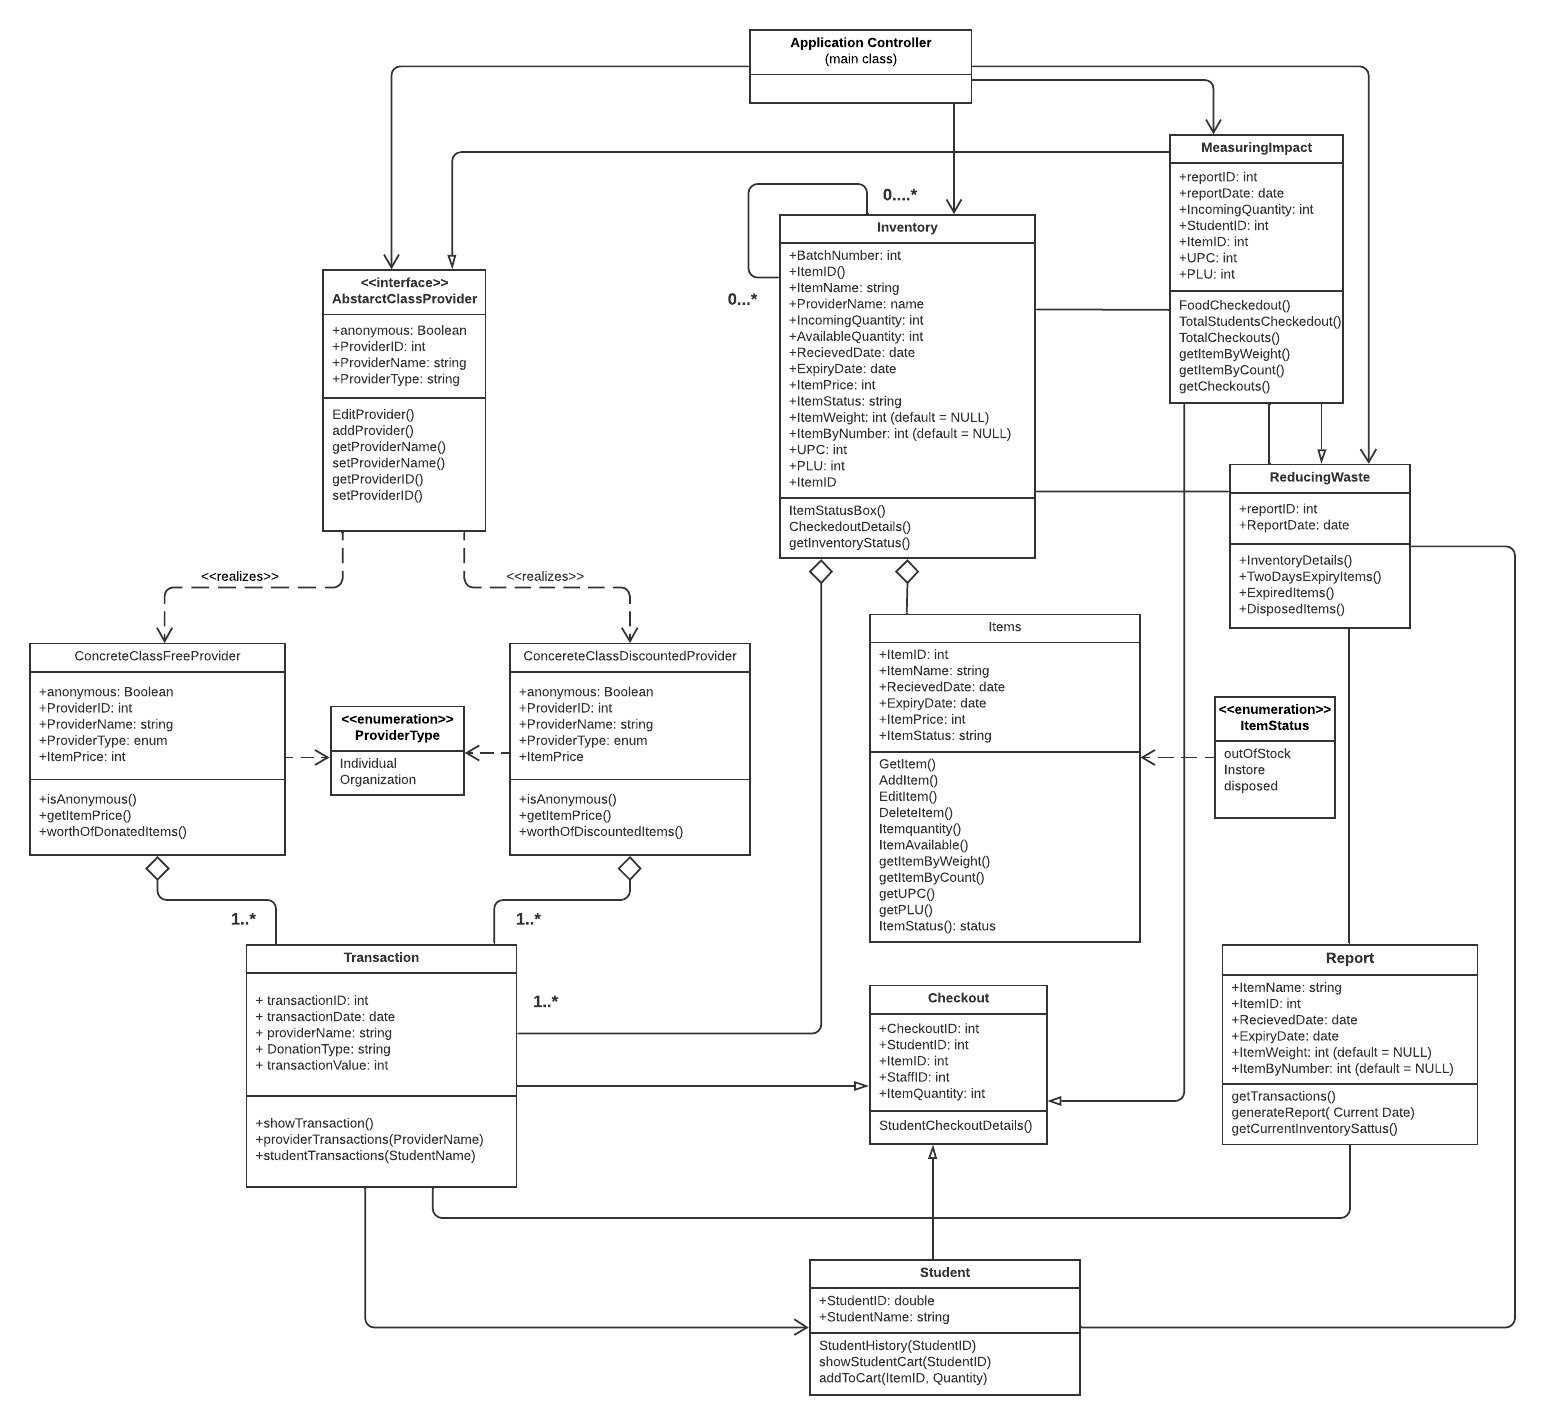 Application Controller
(main class)
MeasuringImpact
+reportID: int
+reportDate: date
+IncomingQuantity: int
+StudentID: int
+ItemID: int
+UPC: int
+PLU: int
FoodCheckedout()
TotalStudentsCheckedout()
TotalCheckouts()
getItemByWeight()
getItemByCount()
getCheckouts()
0....*
0...*
Inventory
+BatchNumber: int
+ItemID()
+ItemName: string
+ProviderName: name
+IncomingQuantity: int
+AvailableQuantity: int
+RecievedDate: date
+ExpiryDate: date
+ItemPrice: int
+ItemStatus: string
+ItemWeight: int (default = NULL)
+ItemByNumber: int (default = NULL)
+UPC: int
+PLU: int
+ItemID
ItemStatusBox()
CheckedoutDetails()
getInventoryStatus()
<<interface>>
AbstarctClassProvider
+anonymous: Boolean
+ProviderID: int
+ProviderName: string
+ProviderType: string
EditProvider()
addProvider()
getProviderName()
setProviderName()
getProviderID()
setProviderID()
ReducingWaste
+reportID: int
+ReportDate: date
+InventoryDetails()
+TwoDaysExpiryItems()
+ExpiredItems()
+DisposedItems()
<<realizes>>
<<realizes>>
ConcreteClassFreeProvider
+anonymous: Boolean
+ProviderID: int
+ProviderName: string
+ProviderType: enum
+ItemPrice: int
+isAnonymous()
+getItemPrice()
+worthOfDonatedItems()
<<enumeration>>
ProviderType
Individual
Organization
ConcereteClassDiscountedProvider
+anonymous: Boolean
+ProviderID: int
+ProviderName: string
+ProviderType: enum
+ItemPrice
+isAnonymous()
+getItemPrice()
+worthOfDiscountedItems()
Items
+ItemID: int
+ItemName: string
+RecievedDate: date
+ExpiryDate: date
+ItemPrice: int
+ItemStatus: string
GetItem()
AddItem()
EditItem()
DeleteItem()
Itemquantity()
ItemAvailable()
getItemByWeight()
getItemByCount()
getUPC()
getPLU()
ItemStatus(): status
<<enumeration>>
ItemStatus
outOfStock
Instore
disposed
1..*
1..*
1..*
Transaction
+ transactionID: int
+ transactionDate: date
+ providerName: string
+ DonationType: string
+ transactionValue: int
+showTransaction()
+providerTransactions(ProviderName)
+studentTransactions(StudentName)
Checkout
+CheckoutID: int
+StudentID: int
+ItemID: int
+StaffID: int
+ItemQuantity: int
StudentCheckoutDetails()
Report
+ItemName: string
+ItemID: int
+RecievedDate: date
+ExpiryDate: date
+ItemWeight: int (default = NULL)
+ItemByNumber: int (default = NULL)
getTransactions()
generateReport( Current Date)
getCurrentInventorySattus()
Student
+StudentID: double
+StudentName: string
StudentHistory(StudentID)
showStudentCart(StudentID)
addToCart(ItemID, Quantity)